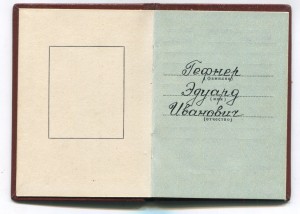 Гефнер
(фамилия)
Эдуард
(имя)
Иванович
(отчество)